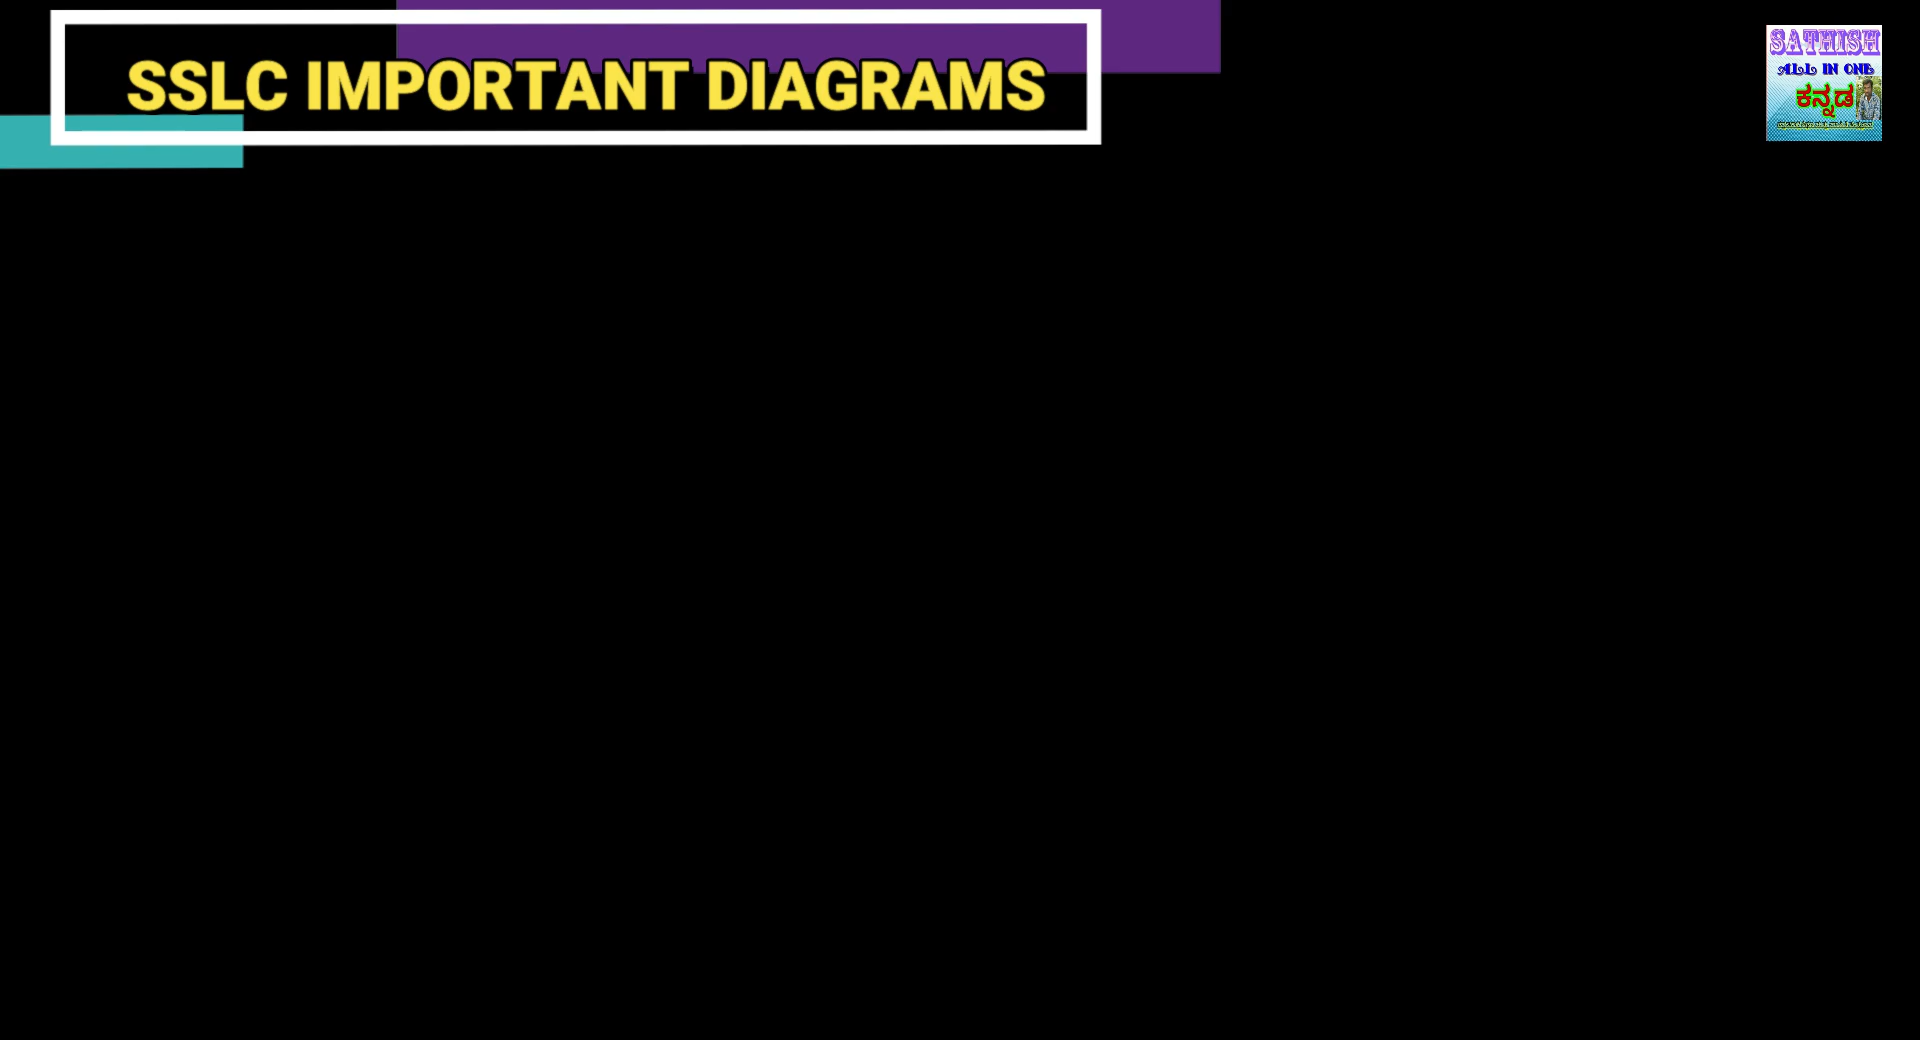 SSLC IMPORTANT DIAGRAMS
SATHISH
ALL IN ONE
ಕನ್ನಡ